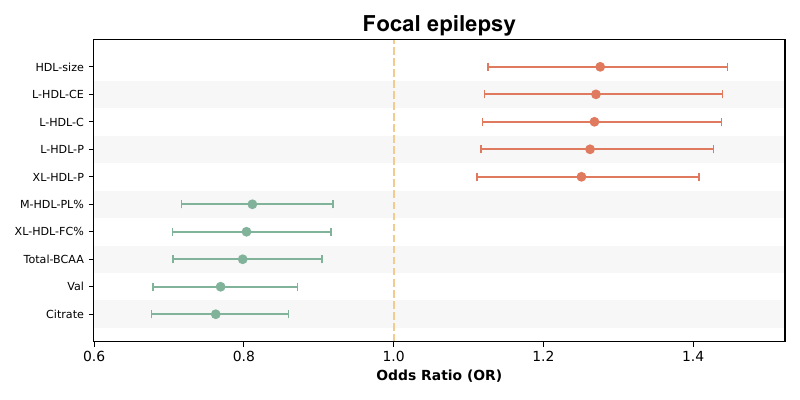 Focal epilepsy
HDL-size
L-HDL-CE
L-HDL-C
L-HDL-P
XL-HDL-P
M-HDL-PL%
XL-HDL-FC%
Total-BCAA
Val
Citrate
0.6 0.8 1.0 1.2 1.4
Odds Ratio (OR)